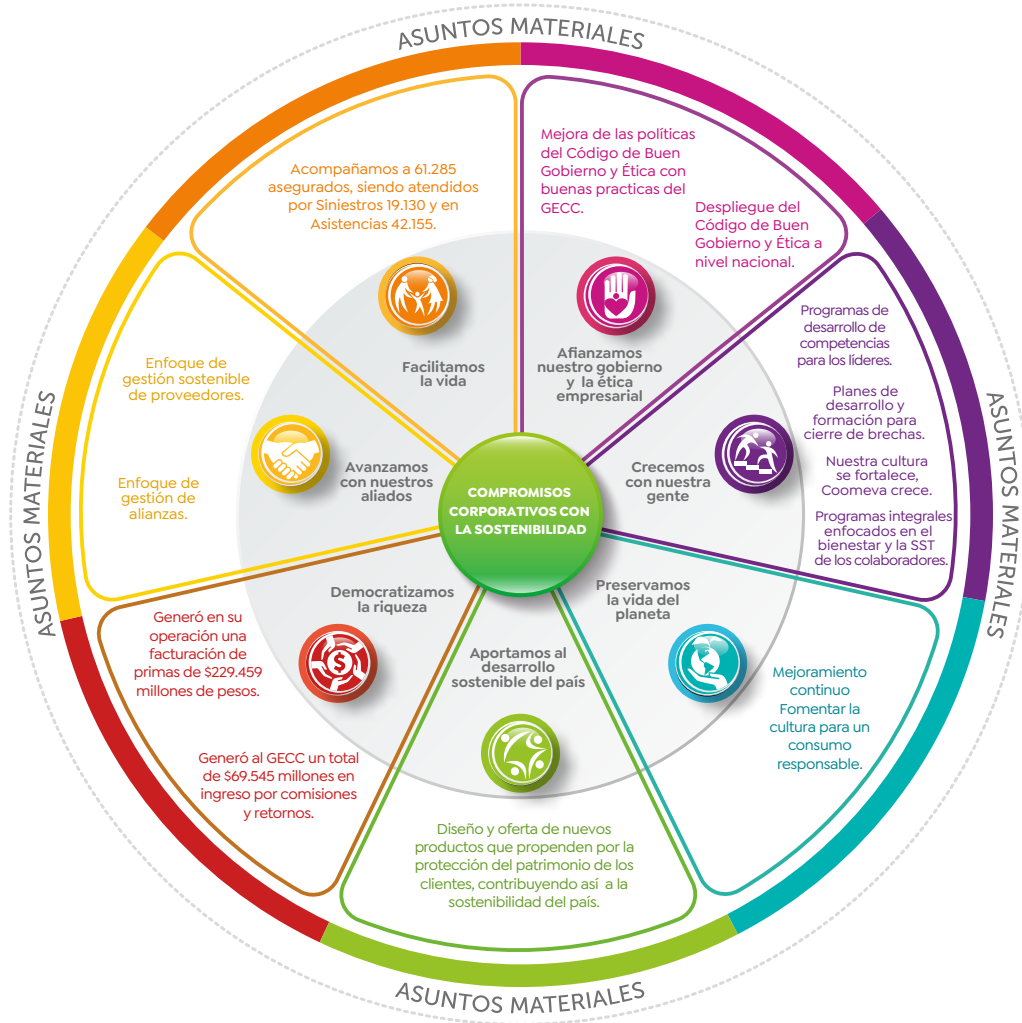 ASUNTOS MATERIALES
Acompañamos a 61.285
asegurados, siendo atendidos
por Siniestros 19.130 y en
Asistencias 42.155.
Facilitamos
la vida
Mejora de las políticas
del Código de Buen
Gobierno y Ética con
buenas practicas del
GECC.
Despliegue del
Código de Buen
Gobierno y Ética a
nivel nacional.
Afianzamos
nuestro gobierno
y la ética
empresarial
Programas de
desarrollo de
competencias
para los líderes.
Planes de
desarrollo y
formación para
cierre de brechas.
Nuestra cultura
se fortalece,
Coomeva crece.
Programas integrales
enfocados en el
bienestar y la SST
de los colaboradores.
Crecemos
con nuestra
gente
ASUNTOS MATERIALES
Preservamos
la vida del
planeta
Mejoramiento
continuo
Fomentar la
cultura para un
consumo
responsable.
Aportamos al
desarrollo
sostenible del país
Diseño y oferta de nuevos
productos que propenden por la
protección del patrimonio de los
clientes, contribuyendo así a la
sostenibilidad del país.
ASUNTOS MATERIALES
Democratizamos
la riqueza
Generó en su
operación una
facturación de
primas de $229.459
millones de pesos.
Generó al GECC un total
de $69.545 millones en
ingreso por comisiones
y retornos.
Avanzamos
con nuestros
aliados
Enfoque de
gestión sostenible
de proveedores.
Enfoque de
gestión de
alianzas.
ASUNTOS MATERIALES
COMPROMISOS
CORPORATIVOS CON
LA SOSTENIBILIDAD